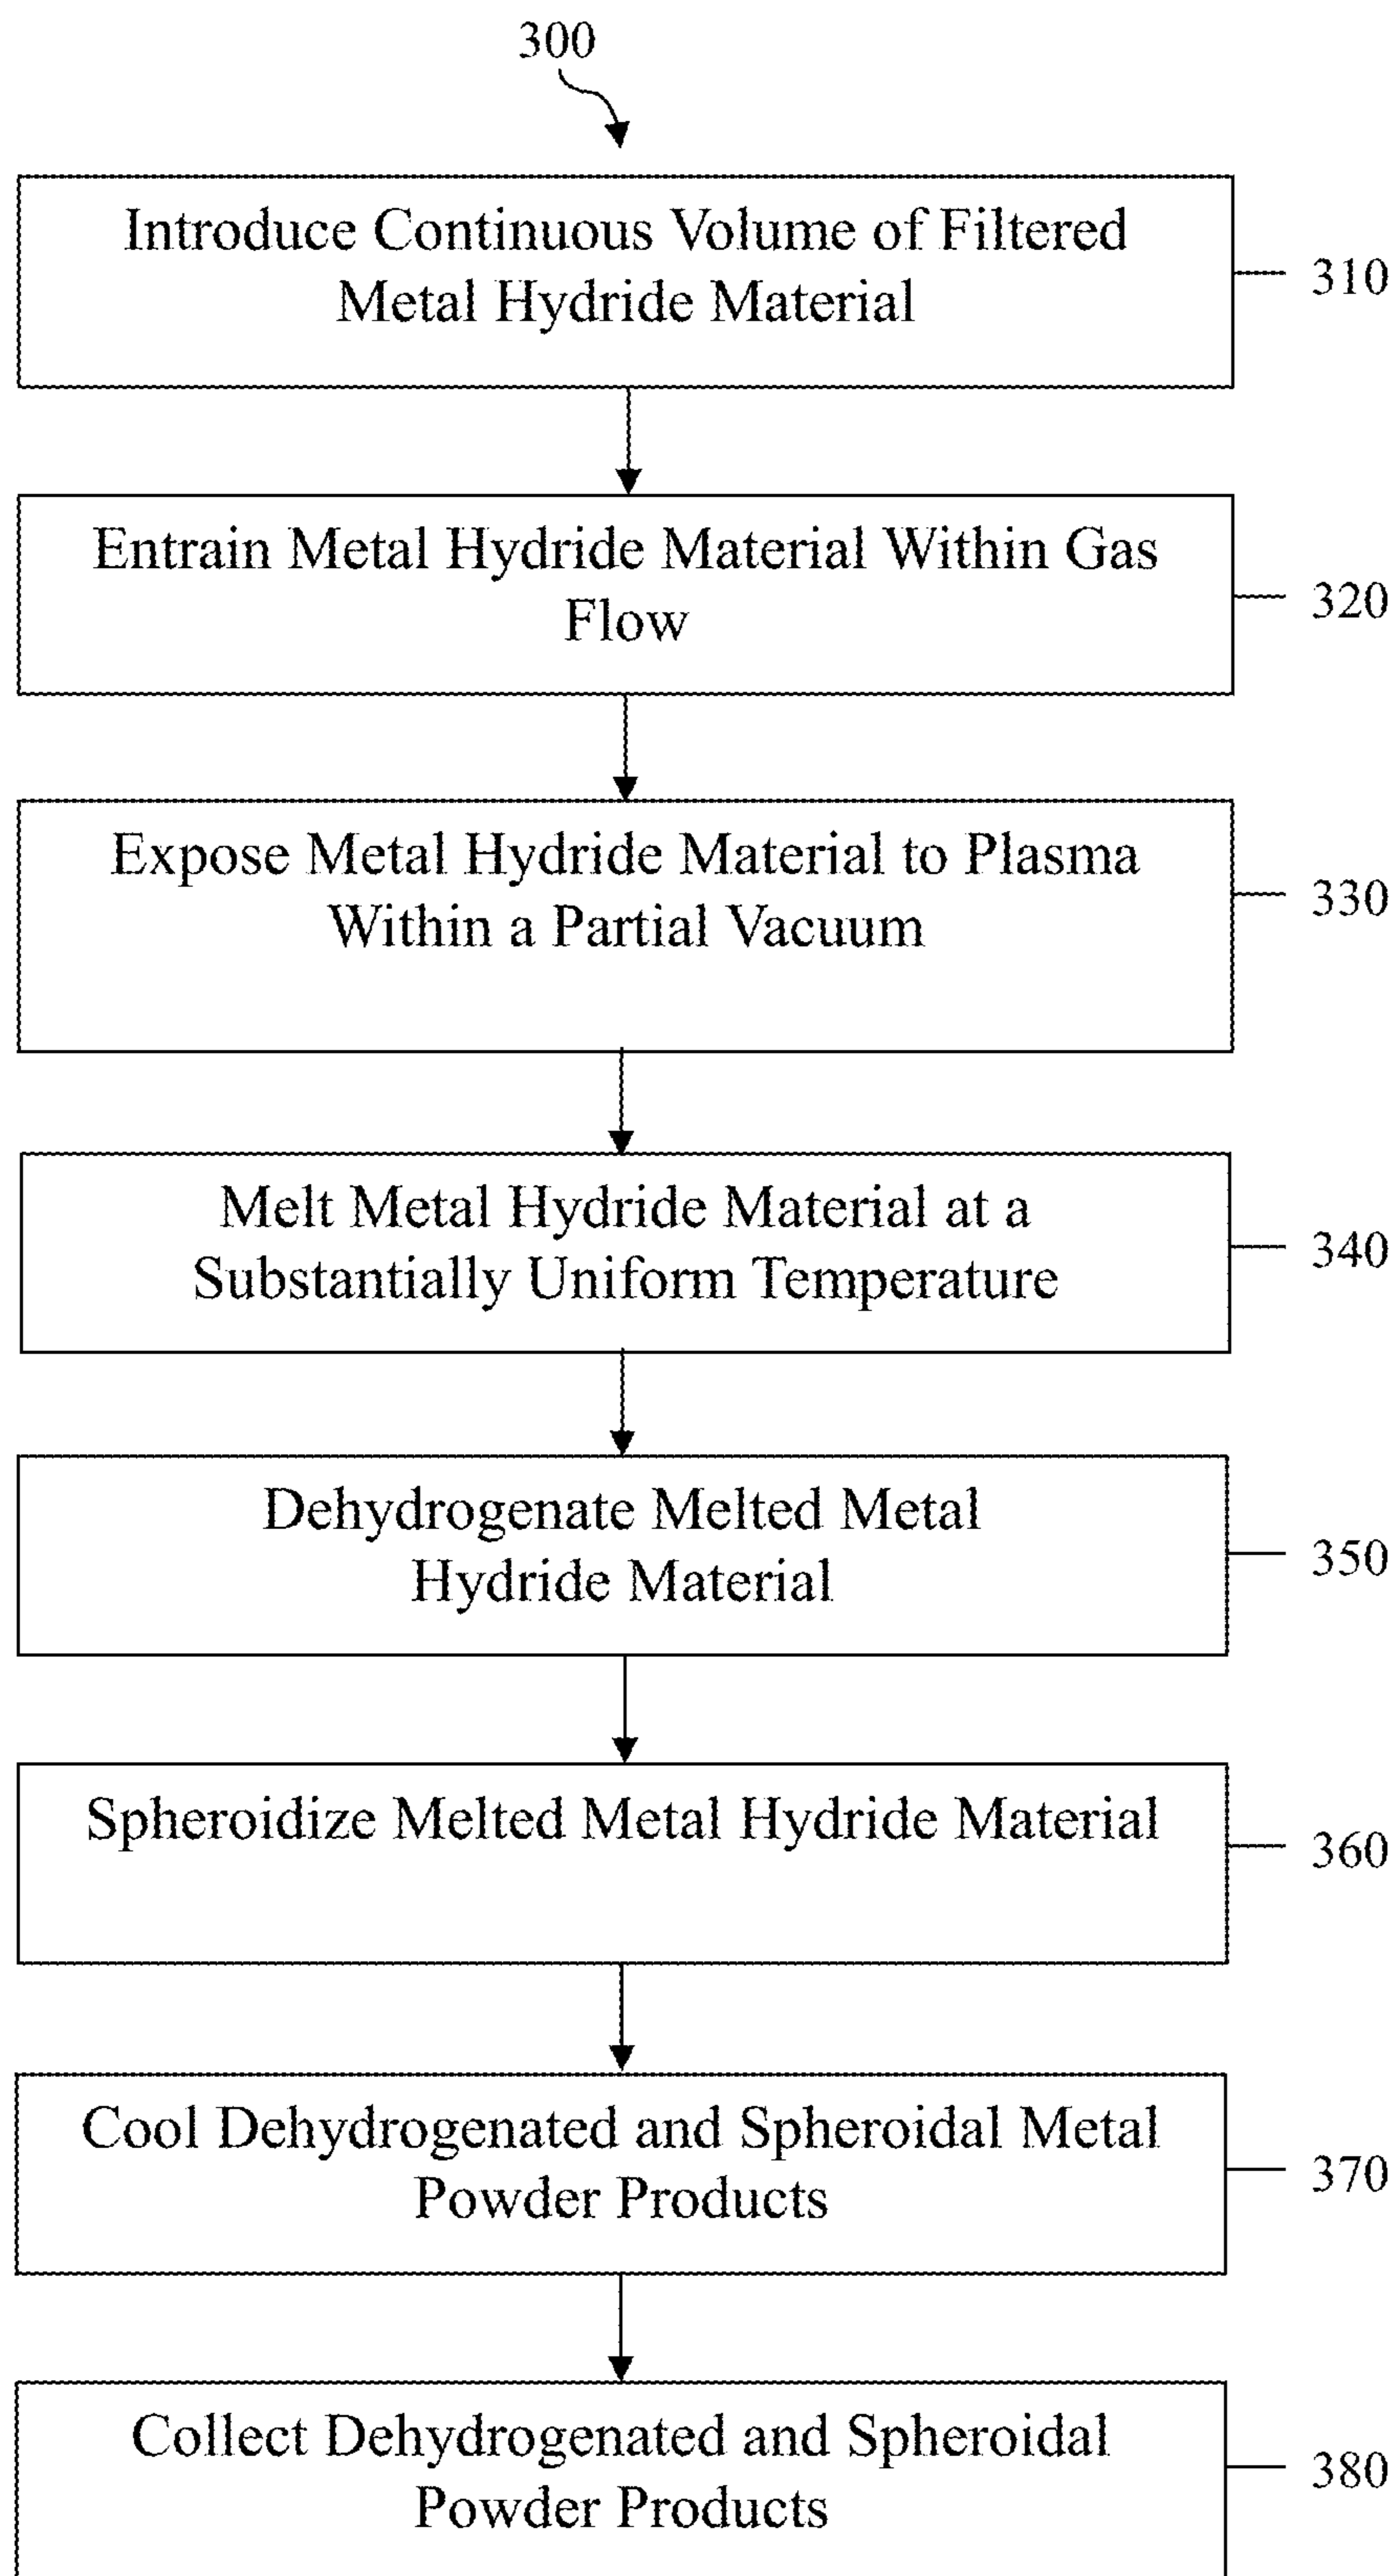 300
Introduce Continuous Volume of Filtered
Metal Hydride Material
310
Entrain Metal Hydride Material Within Gas
Flow
320
Expose Metal Hydride Material to Plasma
Within a Partial Vacuum
330
Melt Metal Hydride Material at a
Substantially Uniform Temperature
340
Dehydrogenate Melted Metal
Hydride Material
350
Spheroidize Melted Metal Hydride Material
360
Cool Dehydrogenated and Spheroidal Metal
Powder Products
370
Collect Dehydrogenated and Spheroidal
Powder Products
380